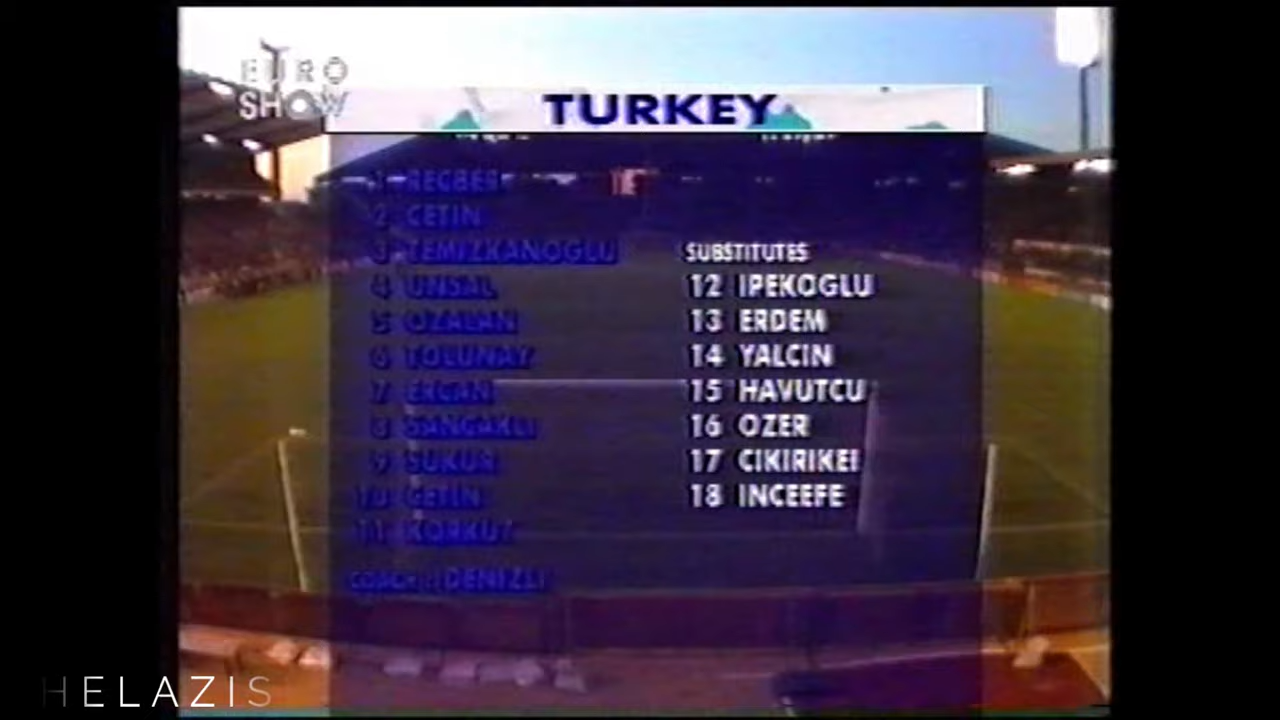 EURO
SHOW
TURKEY
1 RECBER
2 CETIN
3 TEMIZKANOGLU
4 UNSAL
5 OZALAN
6 TOLUNAY
7 ERCAN
8 SANCAKLI
9 SUKUR
10 CETIN
11 KORKUT
COACH : DENIZLI
SUBSTITUTES
12 IPEKOGLU
13 ERDEM
14 YALCIN
15 HAVUTCU
16 OZER
17 CIKIRIKEI
18 INCEEFE
HELAZIS